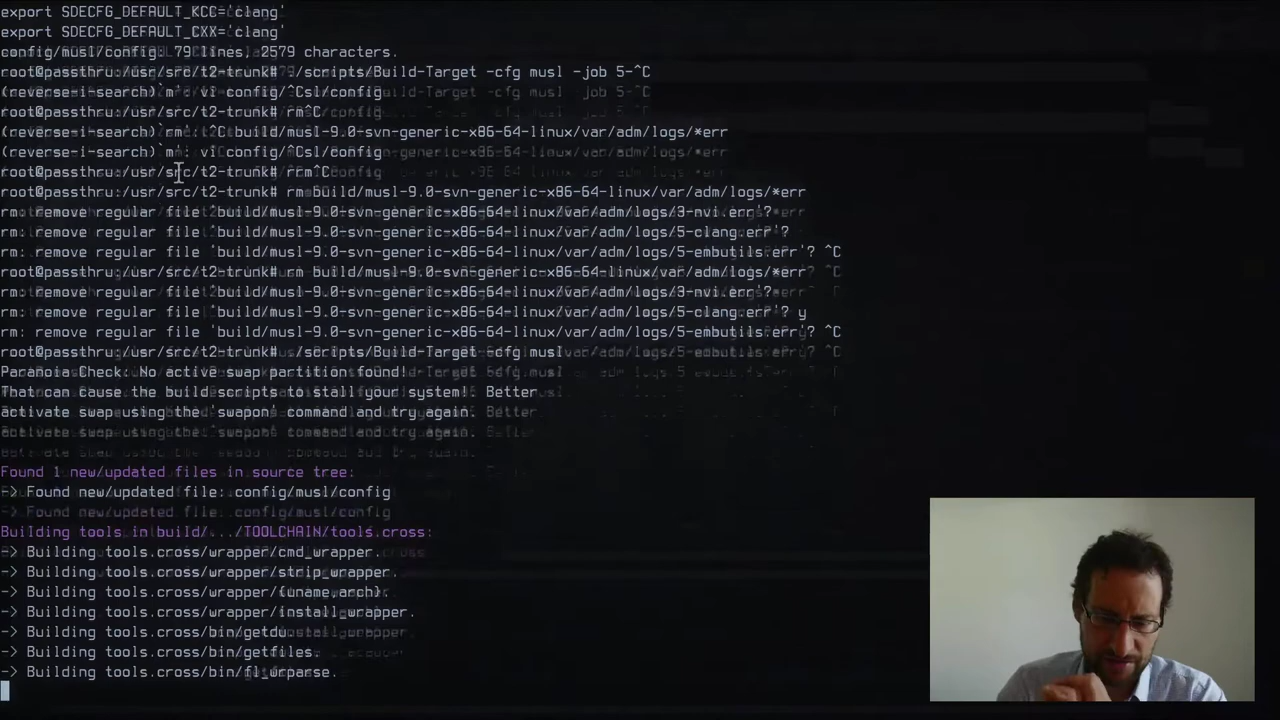 export SDECFG_DEFAULT_KCC='clang'
export SDECFG_DEFAULT_CXX='clang'
config/musl/config: 79 lines, 2579 characters.
root@passthru:/usr/src/t2-trunk# ./scripts/Build-Target -cfg musl -job 5-^C
(reverse-i-search)`m': vi config/^Csl/config
root@passthru:/usr/src/t2-trunk# rm^C
(reverse-i-search)`rm': ^C build/musl-9.0-svn-generic-x86-64-linux/var/adm/logs/*err
(reverse-i-search)`m': vi config/^Csl/config
root@passthru:/usr/src/t2-trunk# rrm^C
root@passthru:/usr/src/t2-trunk# rm build/musl-9.0-svn-generic-x86-64-linux/var/adm/logs/*err
rm: remove regular file 'build/musl-9.0-svn-generic-x86-64-linux/var/adm/logs/3-nvi.err'?
rm: remove regular file 'build/musl-9.0-svn-generic-x86-64-linux/var/adm/logs/5-clang.err'?
rm: remove regular file 'build/musl-9.0-svn-generic-x86-64-linux/var/adm/logs/5-embutils.err'? ^C
root@passthru:/usr/src/t2-trunk# rm build/musl-9.0-svn-generic-x86-64-linux/var/adm/logs/*err
rm: remove regular file 'build/musl-9.0-svn-generic-x86-64-linux/var/adm/logs/3-nvi.err'?
rm: remove regular file 'build/musl-9.0-svn-generic-x86-64-linux/var/adm/logs/5-clang.err'? y
rm: remove regular file 'build/musl-9.0-svn-generic-x86-64-linux/var/adm/logs/5-embutils.err'? ^C
root@passthru:/usr/src/t2-trunk# ./scripts/Build-Target -cfg musl
Paranoia Check: No active swap partition found!
That can cause the build scripts to stall your system!. Better
activate swap using the 'swapon' command and try again.
Found 1 new/updated files in source tree:
-> Found new/updated file: config/musl/config
Building tools in build/.../TOOLCHAIN/tools.cross:
-> Building tools.cross/wrapper/cmd_wrapper.
-> Building tools.cross/wrapper/strip_wrapper.
-> Building tools.cross/wrapper/{uname,arch}.
-> Building tools.cross/wrapper/install_wrapper.
-> Building tools.cross/bin/getdu.
-> Building tools.cross/bin/getfiles.
-> Building tools.cross/bin/fl_wrparse.